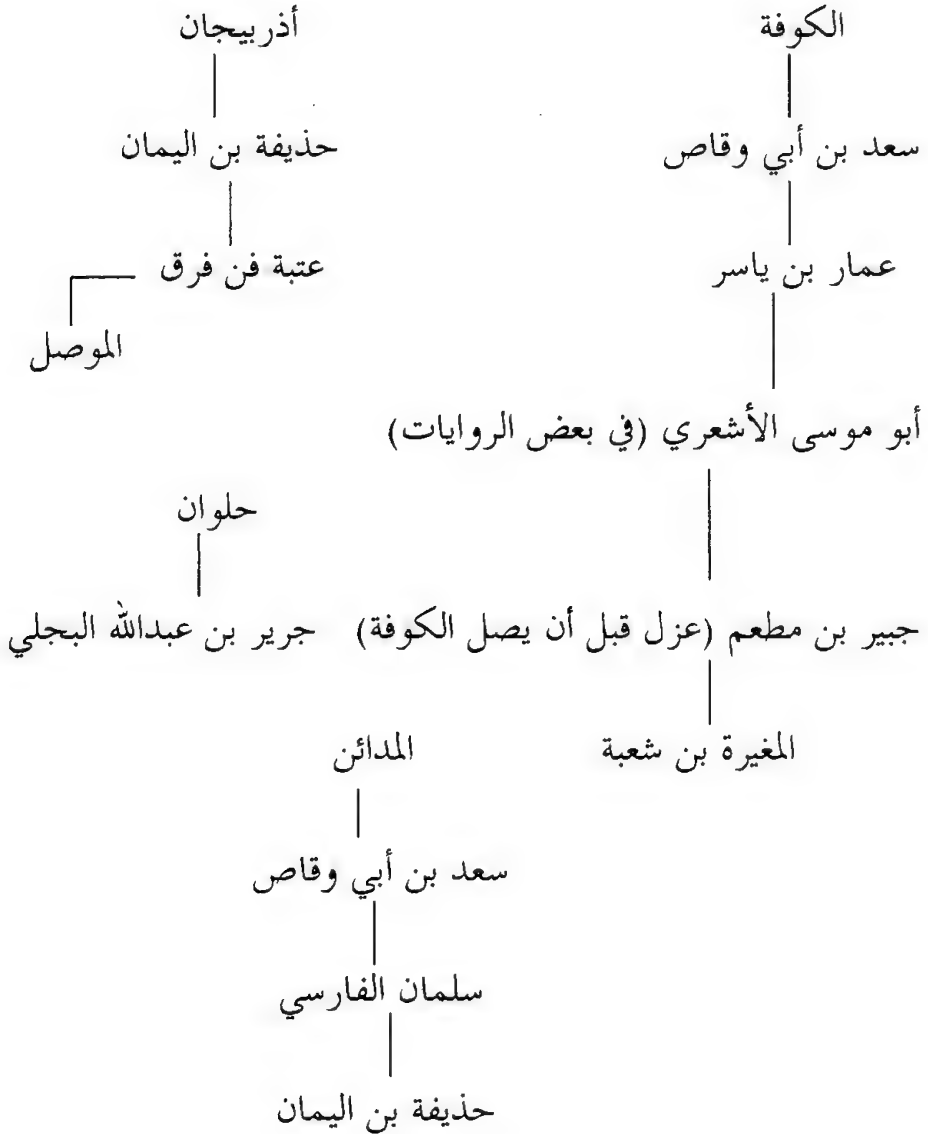 الكوفة
أذربيجان
سعد بن أبي وقاص
حذيفة بن اليمان
عمار بن ياسر
عتبة فن فرق
الموصل
أبو موسى الأشعري (في بعض الروايات)
حلوان
جبير بن مطعم (عزل قبل أن يصل الكوفة)
جرير بن عبدالله البجلي
المغيرة بن شعبة
المدائن
سعد بن أبي وقاص
سلمان الفارسي
حذيفة بن اليمان